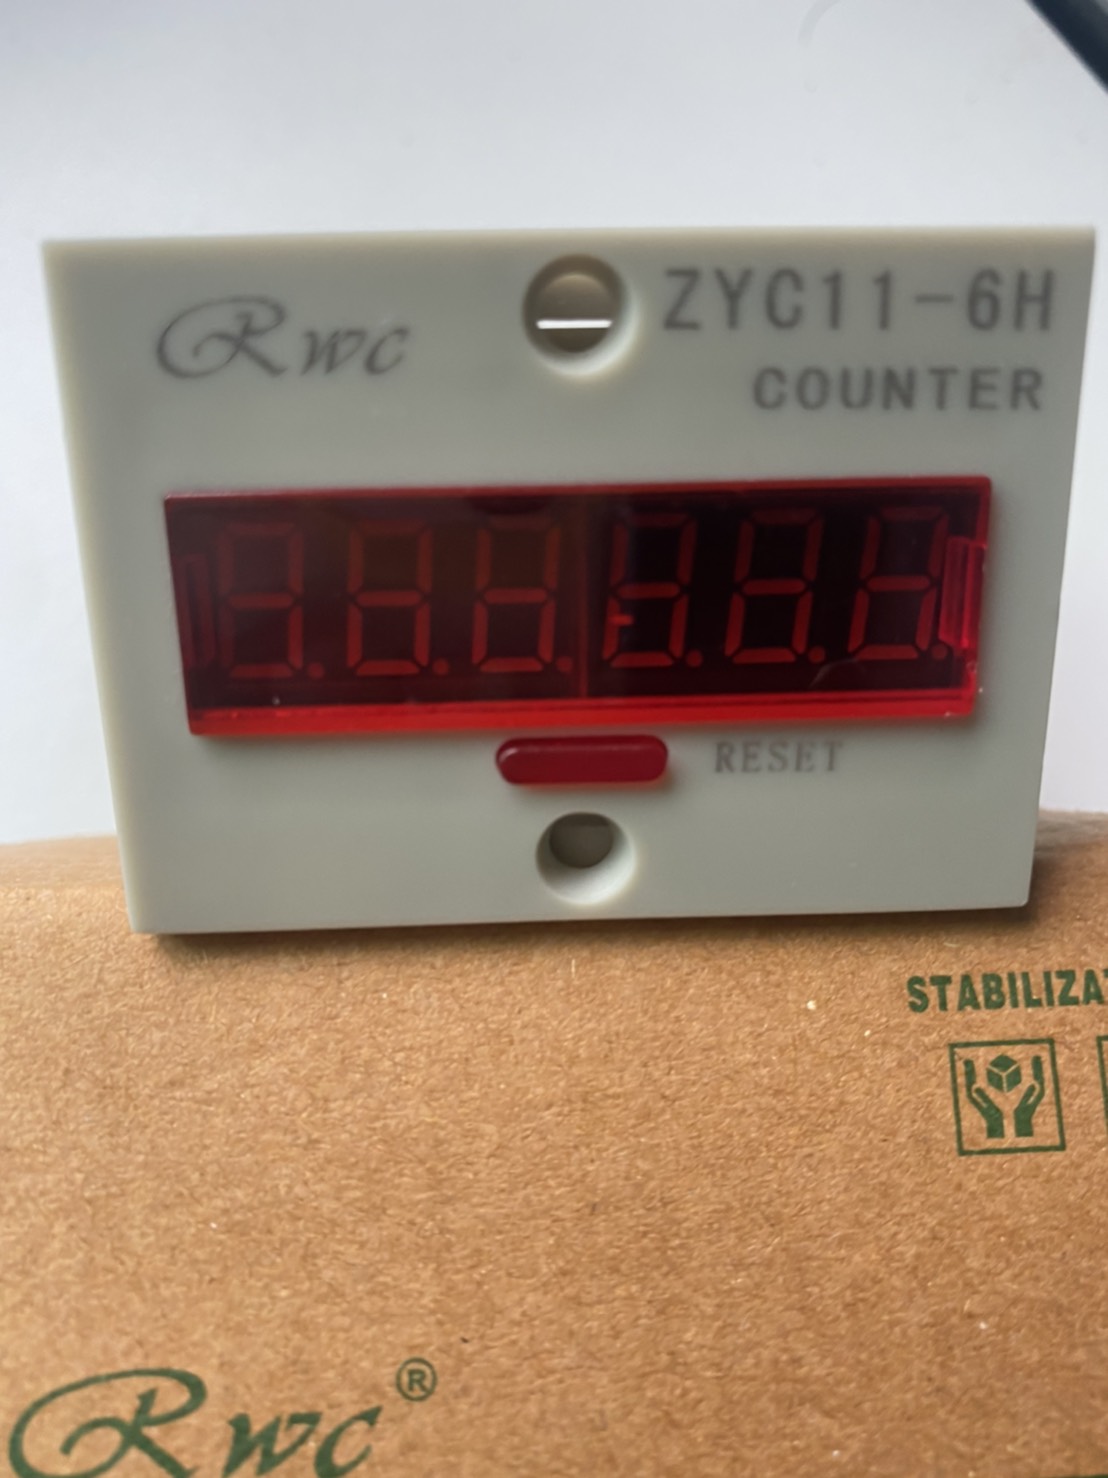 Rwc
ZYC11-6H
COUNTER
RESET
STABILIZAT
Rwc®